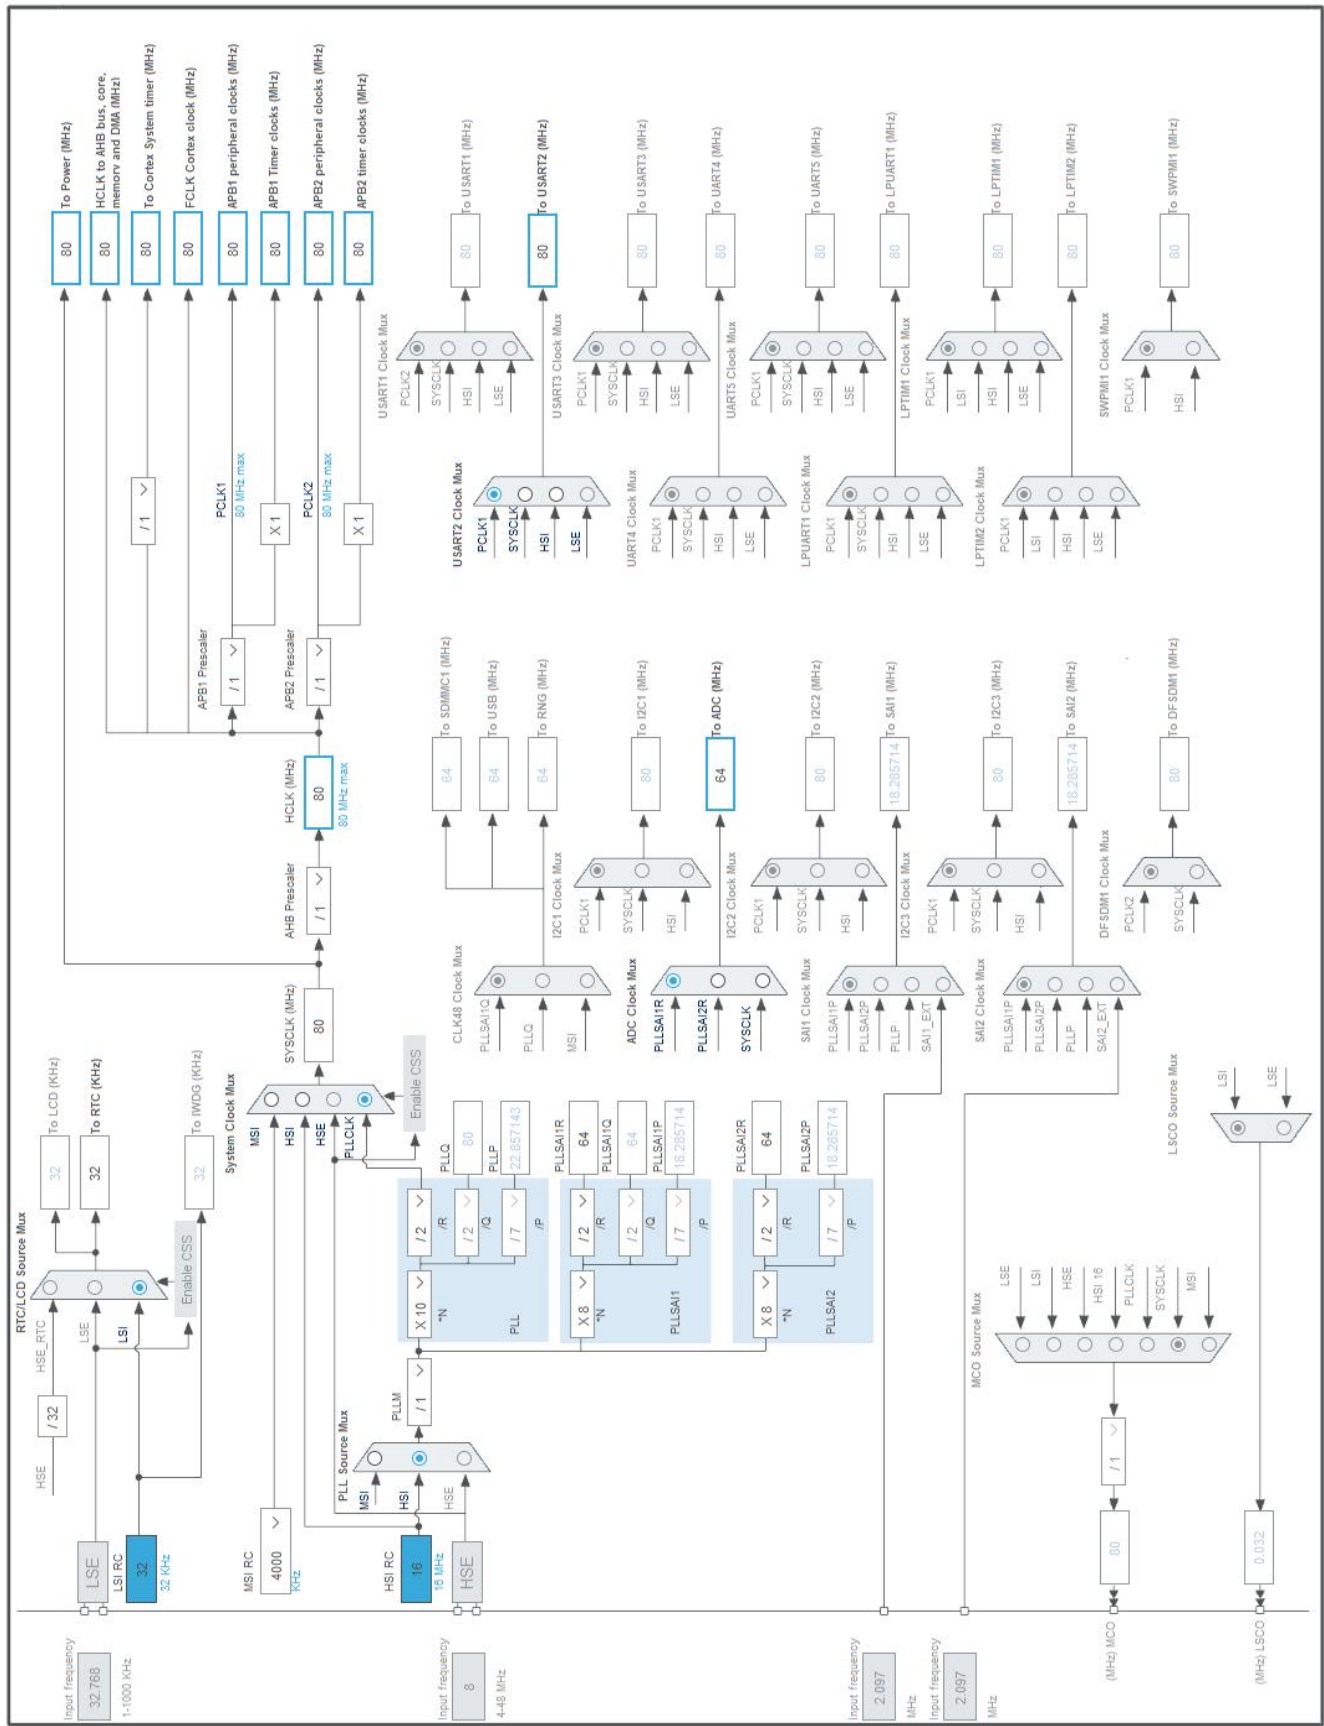 RTC/LCD Source Mux
HSE
/ 32
HSE_RTC
32
To LCD (KHz)
Input frequency
32.768
1-1000 KHz
LSE
LSE
32
To RTC (KHz)
LSI RC
32
32 KHz
LSI
Enable CSS
32
To IWDG (KHz)
System Clock Mux
MSI RC
4000
KHz
MSI
HSI
HSE
PLLCLK
SYSCLK (MHz)
80
Enable CSS
AHB Prescaler
/ 1
HCLK (MHz)
80
80 MHz max
APB1 Prescaler
/ 1
APB2 Prescaler
/ 1
/ 1
PCLK1
80 MHz max
X 1
PCLK2
80 MHz max
X 1
80
To Power (MHz)
80
HCLK to AHB bus, core,
memory and DMA (MHz)
80
To Cortex System timer (MHz)
80
FCLK Cortex clock (MHz)
80
APB1 peripheral clocks (MHz)
80
APB1 Timer clocks (MHz)
80
APB2 peripheral clocks (MHz)
80
APB2 timer clocks (MHz)
PLL Source Mux
HSI RC
16
16 MHz
MSI
HSI
HSE
Input frequency
8
4-48 MHz
HSE
PLLM
/ 1
X 10
*N
PLL
/ 2
/R
PLLQ
/ 2
/Q
80
PLLP
/ 7
/P
22.857143
X 8
*N
PLLSAI1
PLLSAI1R
/ 2
/R
64
PLLSAI1Q
/ 2
/Q
64
PLLSAI1P
/ 7
/P
18.285714
X 8
*N
PLLSAI2
PLLSAI2R
/ 2
/R
64
PLLSAI2P
/ 7
/P
18.285714
CLK48 Clock Mux
PLLSAI1Q
PLLQ
MSI
64
To SDMMC1 (MHz)
64
To USB (MHz)
64
To RNG (MHz)
I2C1 Clock Mux
PCLK1
SYSCLK
HSI
80
To I2C1 (MHz)
ADC Clock Mux
PLLSAI1R
PLLSAI2R
SYSCLK
64
To ADC (MHz)
I2C2 Clock Mux
PCLK1
SYSCLK
HSI
80
To I2C2 (MHz)
SAI1 Clock Mux
PLLSAI1P
PLLSAI2P
PLLP
SAI1_EXT
18.285714
To SAI1 (MHz)
I2C3 Clock Mux
PCLK1
SYSCLK
HSI
80
To I2C3 (MHz)
SAI2 Clock Mux
PLLSAI1P
PLLSAI2P
PLLP
SAI2_EXT
18.285714
To SAI2 (MHz)
DFSDM1 Clock Mux
PCLK2
SYSCLK
80
To DFSDM1 (MHz)
USART1 Clock Mux
PCLK2
SYSCLK
HSI
LSE
80
To USART1 (MHz)
USART2 Clock Mux
PCLK1
SYSCLK
HSI
LSE
80
To USART2 (MHz)
USART3 Clock Mux
PCLK1
SYSCLK
HSI
LSE
80
To USART3 (MHz)
UART4 Clock Mux
PCLK1
SYSCLK
HSI
LSE
80
To UART4 (MHz)
UART5 Clock Mux
PCLK1
SYSCLK
HSI
LSE
80
To UART5 (MHz)
LPUART1 Clock Mux
PCLK1
SYSCLK
HSI
LSE
80
To LPUART1 (MHz)
LPTIM1 Clock Mux
PCLK1
LSI
HSI
LSE
80
To LPTIM1 (MHz)
LPTIM2 Clock Mux
PCLK1
LSI
HSI
LSE
80
To LPTIM2 (MHz)
SWPMI1 Clock Mux
PCLK1
HSI
80
To SWPMI1 (MHz)
Input frequency
2.097
MHz
Input frequency
2.097
MHz
MCO Source Mux
LSE
LSI
HSE
HSI 16
PLLCLK
SYSCLK
MSI
/ 1
80
(MHz) MCO
LSCO Source Mux
LSI
LSE
0.032
(MHz) LSCO